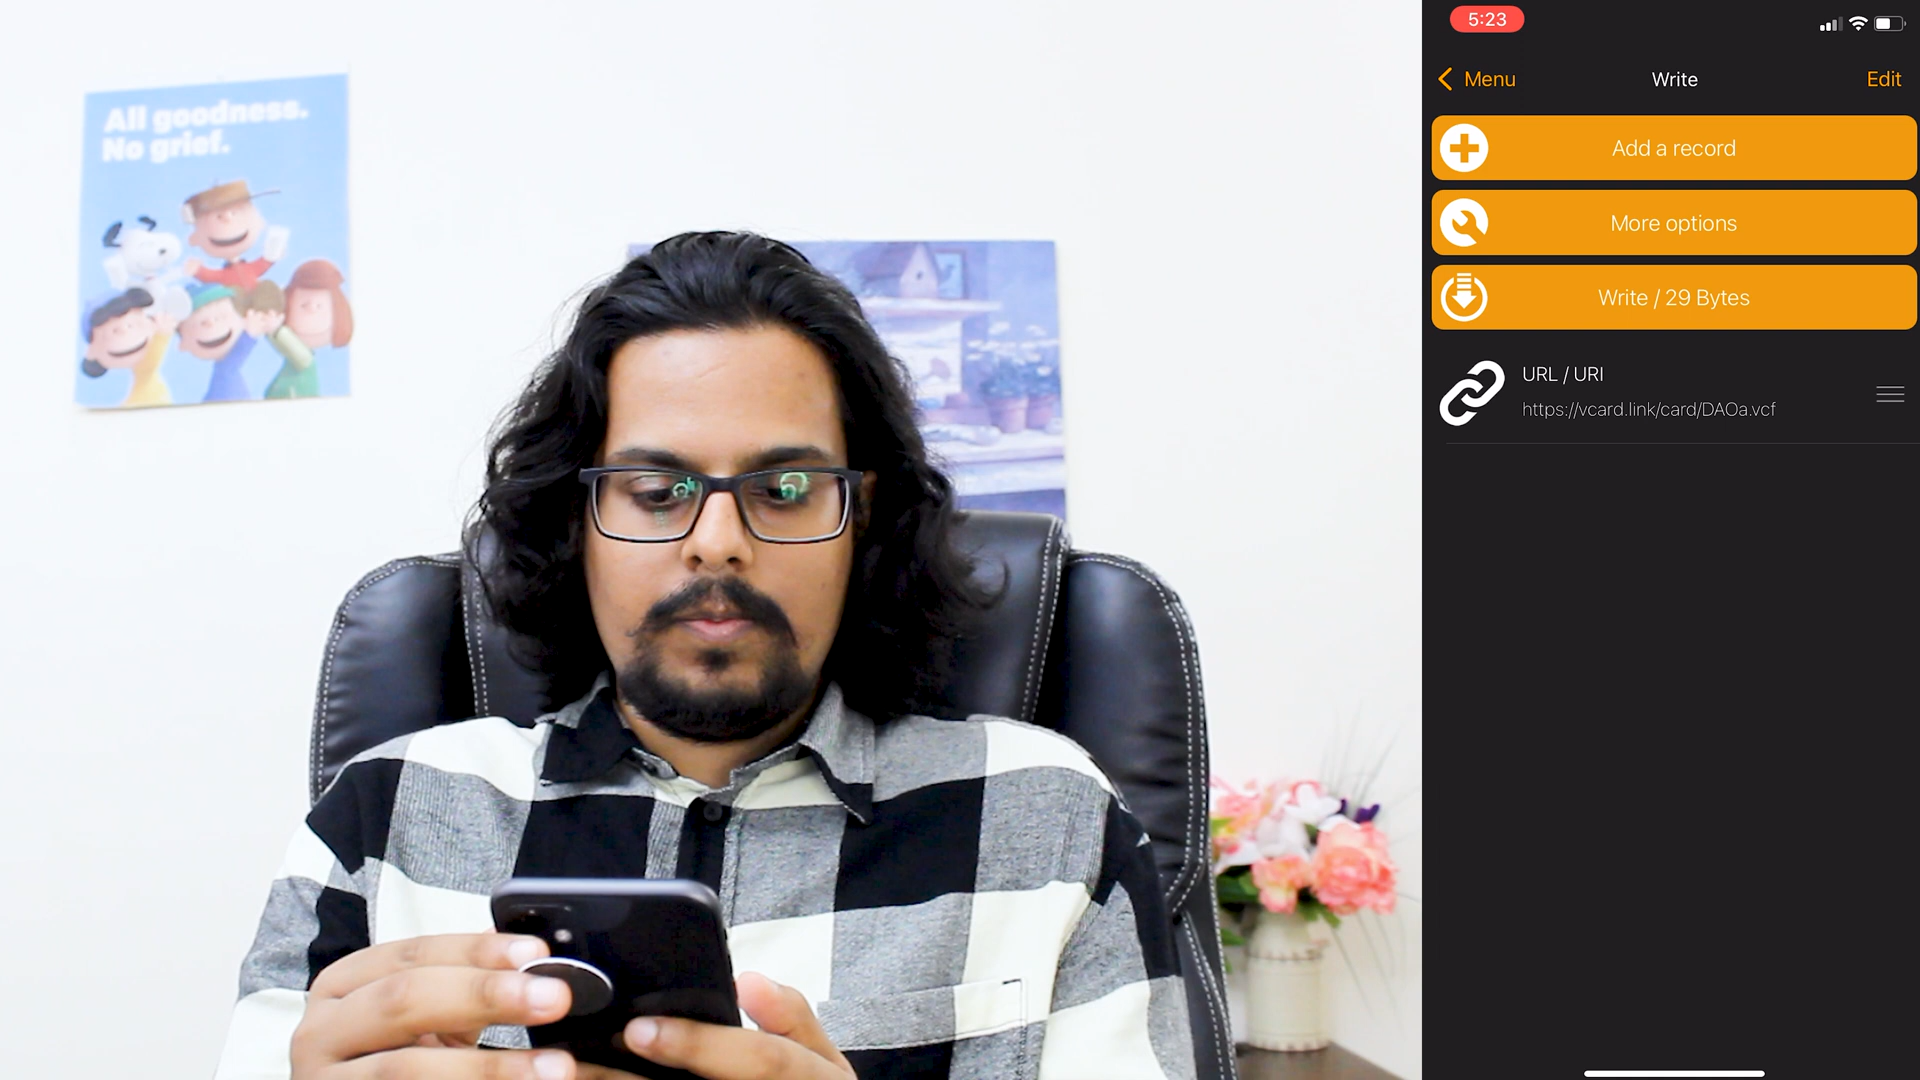 All goodness.
No grief.
5:23
Menu
Write
Edit
Add a record
More options
Write / 29 Bytes
URL / URI
https://vcard.link/card/DAOa.vcf